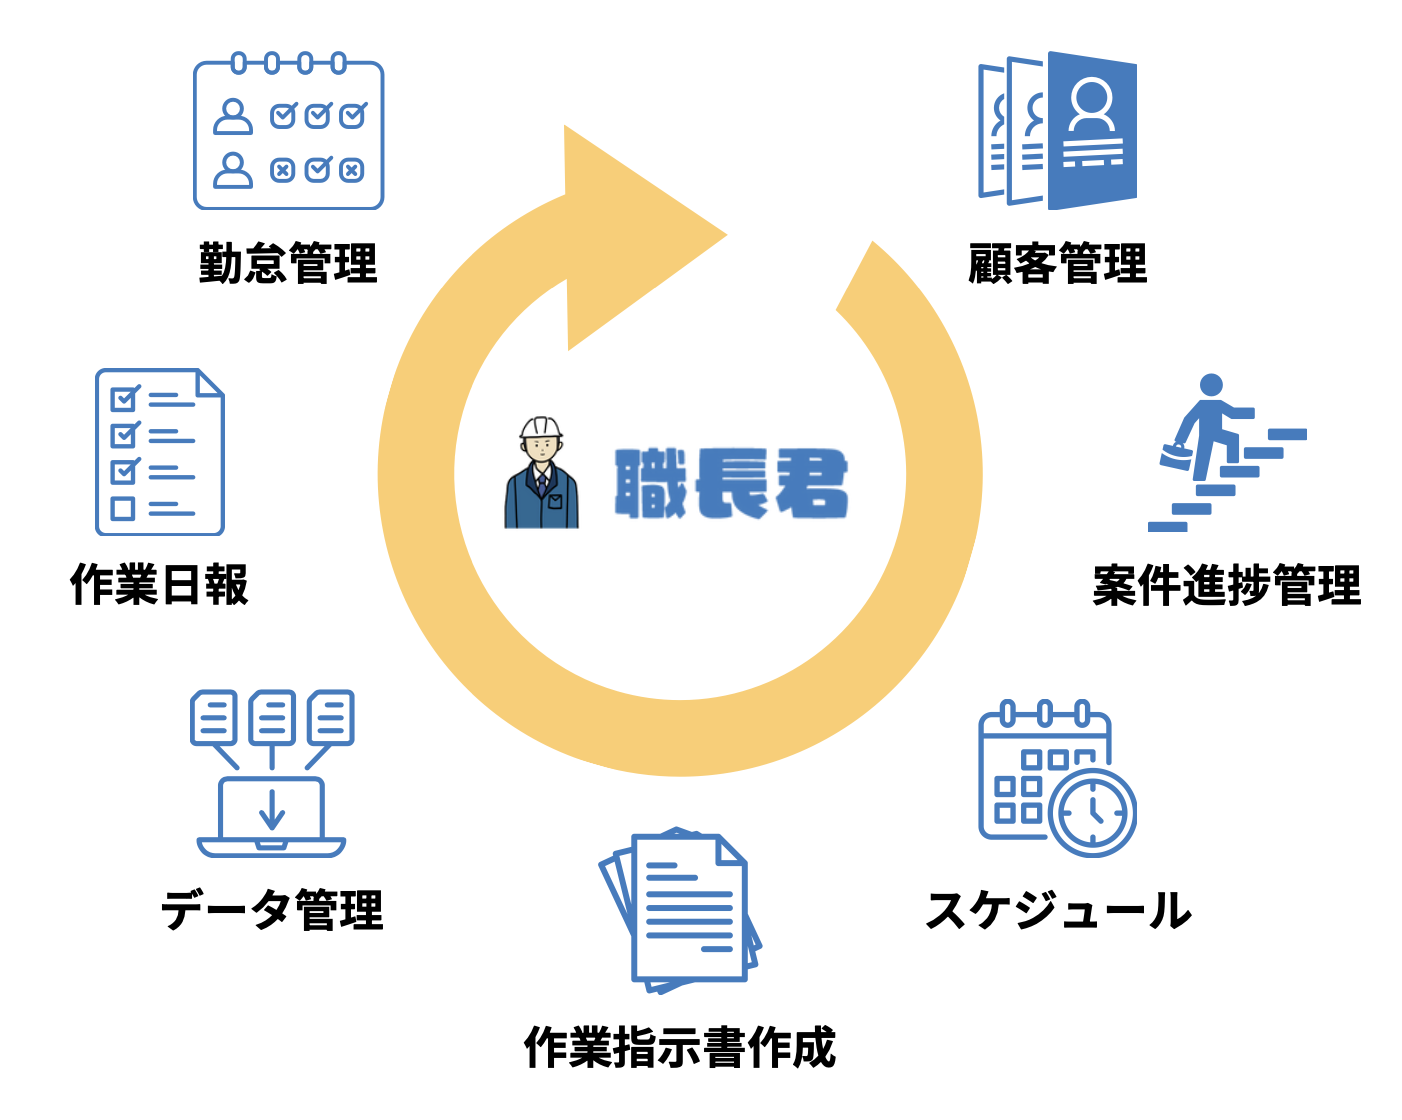 勤怠管理
顧客管理
職長君
作業日報
案件進捗管理
データ管理
スケジュール
作業指示書作成